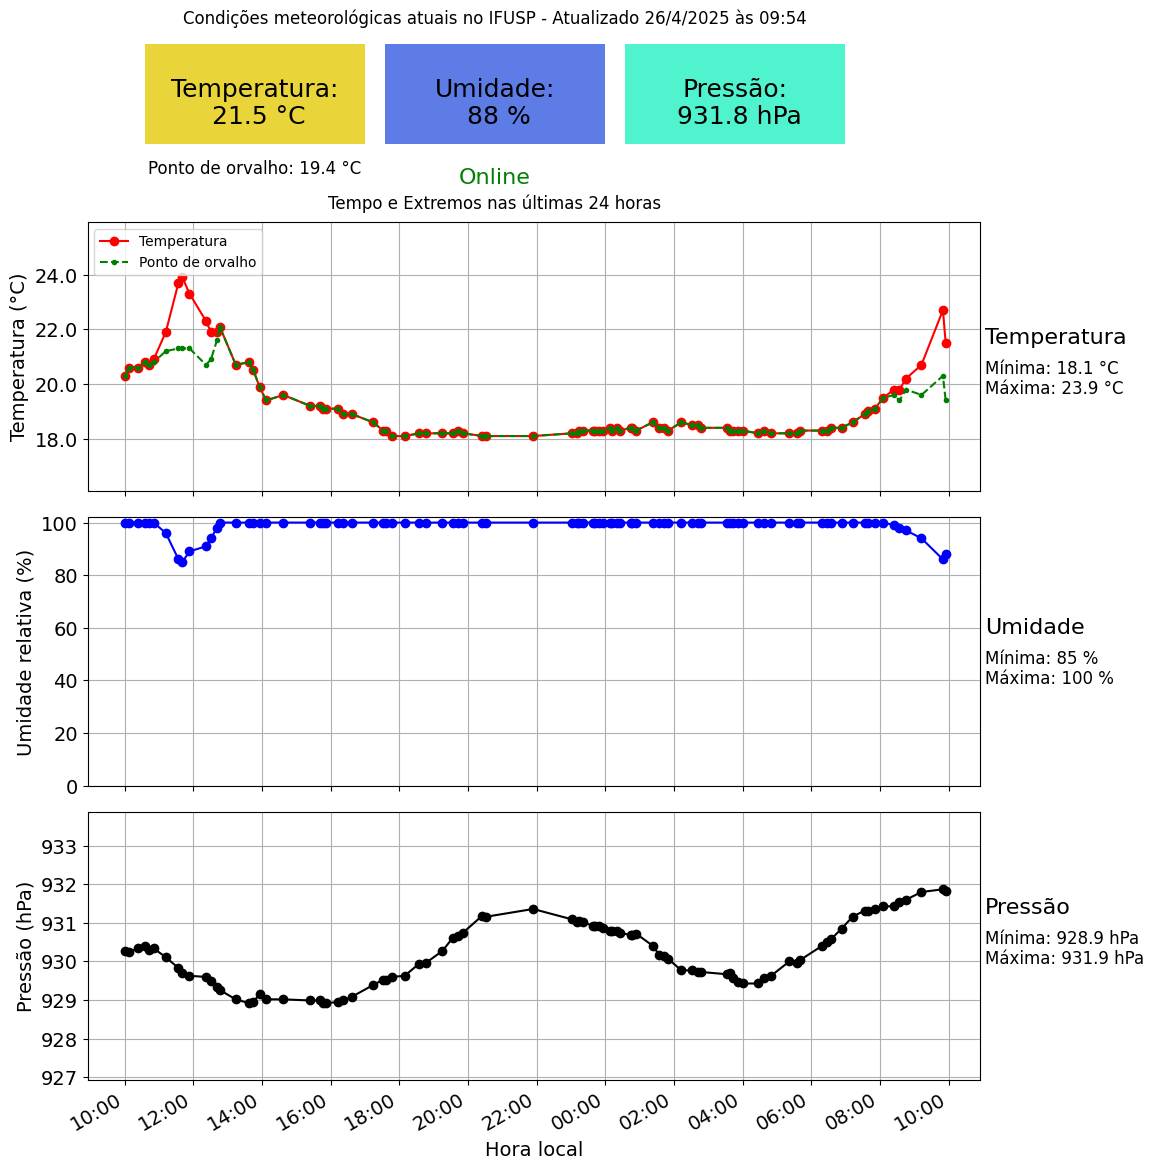 Condições meteorológicas atuais no IFUSP - Atualizado 26/4/2025 às 09:54
Temperatura:
21.5 °C
Umidade:
88 %
Pressão:
931.8 hPa
Ponto de orvalho: 19.4 °C
Online
Tempo e Extremos nas últimas 24 horas
Temperatura
Ponto de orvalho
Temperatura (°C)
24.0
22.0
20.0
18.0
Temperatura
Mínima: 18.1 °C
Máxima: 23.9 °C
Umidade relativa (%)
100
80
60
40
20
0
Umidade
Mínima: 85 %
Máxima: 100 %
Pressão (hPa)
933
932
931
930
929
928
927
Pressão
Mínima: 928.9 hPa
Máxima: 931.9 hPa
10:00
12:00
14:00
16:00
18:00
20:00
22:00
00:00
02:00
04:00
06:00
08:00
10:00
Hora local